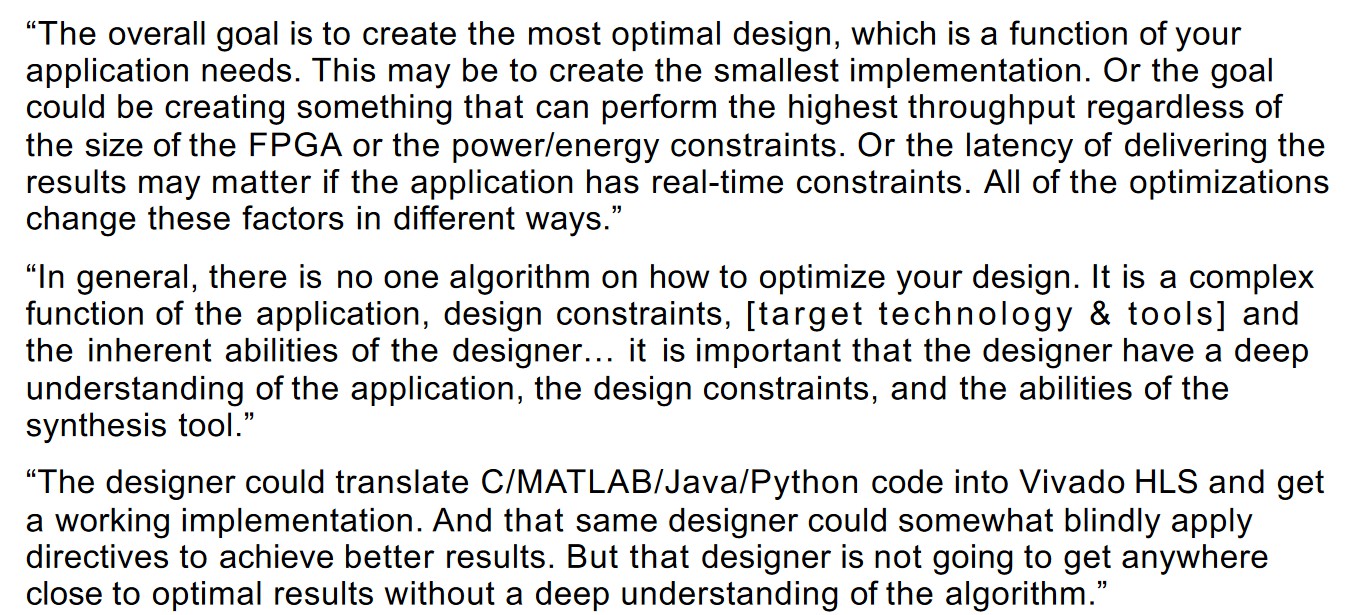 “The overall goal is to create the most optimal design, which is a function of your
application needs. This may be to create the smallest implementation. Or the goal
could be creating something that can perform the highest throughput regardless of
the size of the FPGA or the power/energy constraints. Or the latency of delivering the
results may matter if the application has real-time constraints. All of the optimizations
change these factors in different ways.”
“In general, there is no one algorithm on how to optimize your design. It is a complex
function of the application, design constraints, [target technology & tools] and
the inherent abilities of the designer... it is important that the designer have a deep
understanding of the application, the design constraints, and the abilities of the
synthesis tool.”
“The designer could translate C/MATLAB/Java/Python code into Vivado HLS and get
a working implementation. And that same designer could somewhat blindly apply
directives to achieve better results. But that designer is not going to get anywhere
close to optimal results without a deep understanding of the algorithm.”